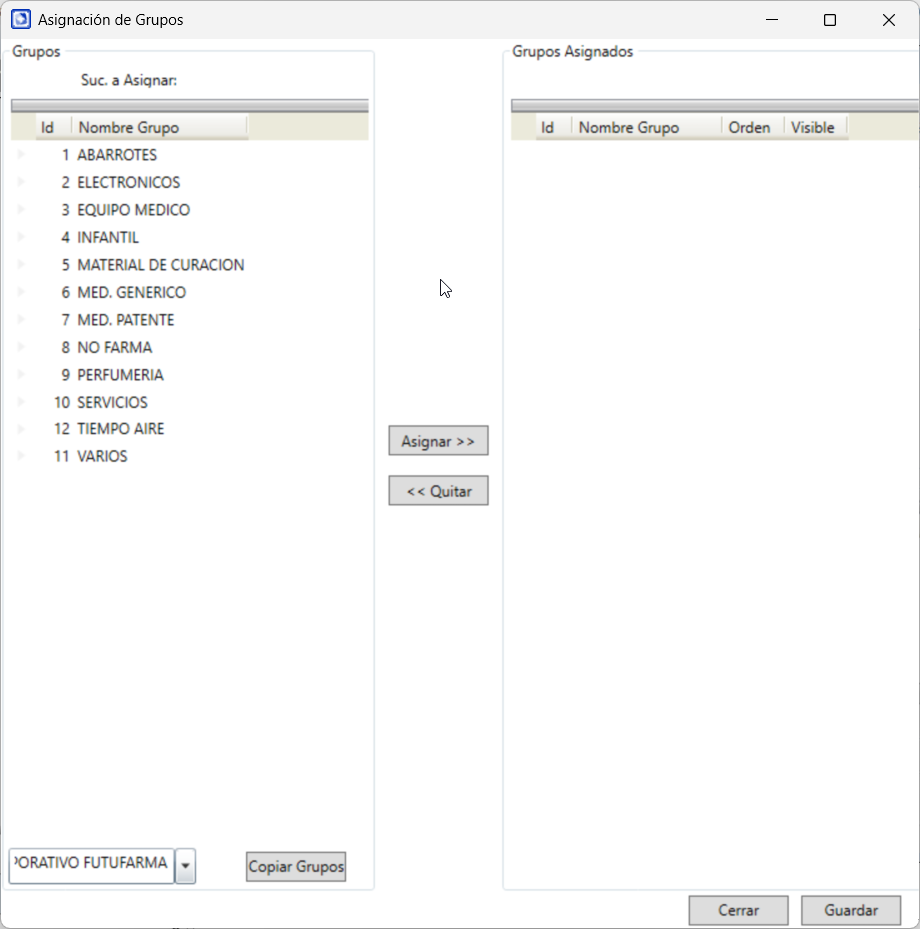 Asignación de Grupos
Grupos
Suc. a Asignar:
Id Nombre Grupo
1 ABARROTES
2 ELECTRONICOS
3 EQUIPO MEDICO
4 INFANTIL
5 MATERIAL DE CURACION
6 MED. GENERICO
7 MED. PATENTE
8 NO FARMA
9 PERFUMERIA
10 SERVICIOS
12 TIEMPO AIRE
11 VARIOS
PORATIVO FUTUFARMA
Copiar Grupos
Asignar >>
<< Quitar
Grupos Asignados
Id Nombre Grupo Orden Visible
Cerrar Guardar